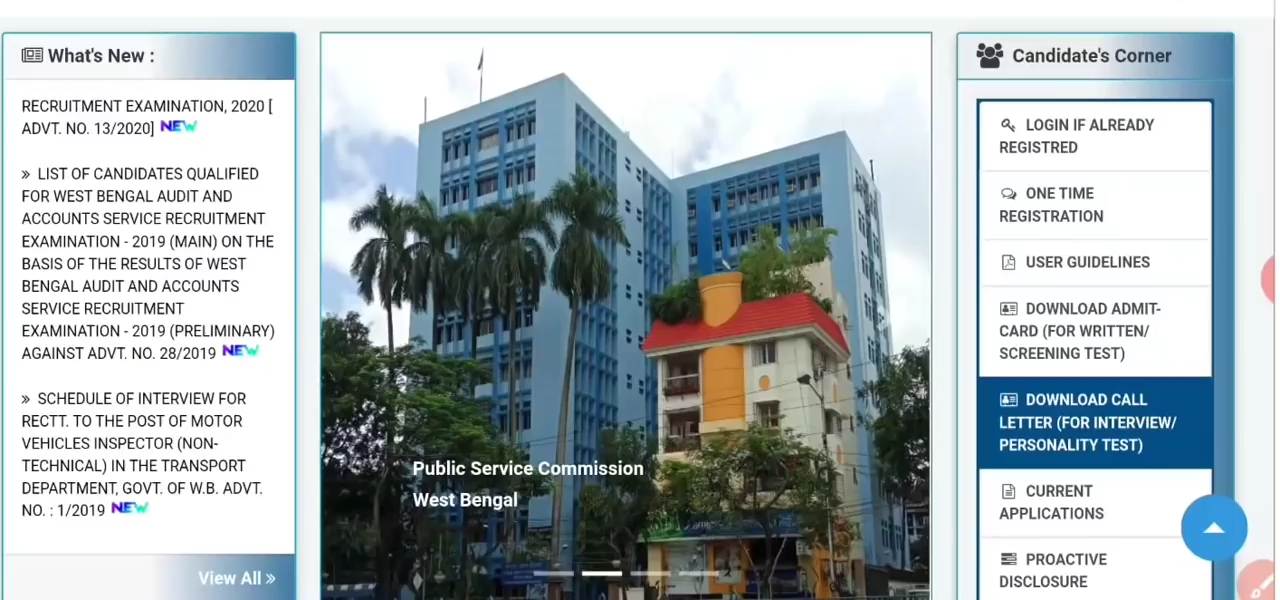 What's New :
RECRUITMENT EXAMINATION, 2020 [
ADVT. NO. 13/2020] NEW
» LIST OF CANDIDATES QUALIFIED
FOR WEST BENGAL AUDIT AND
ACCOUNTS SERVICE RECRUITMENT
EXAMINATION - 2019 (MAIN) ON THE
BASIS OF THE RESULTS OF WEST
BENGAL AUDIT AND ACCOUNTS
SERVICE RECRUITMENT
EXAMINATION - 2019 (PRELIMINARY)
AGAINST ADVT. NO. 28/2019 NEW
» SCHEDULE OF INTERVIEW FOR
RECTT. TO THE POST OF MOTOR
VEHICLES INSPECTOR (NON-
TECHNICAL) IN THE TRANSPORT
DEPARTMENT, GOVT. OF W.B. ADVT.
NO. : 1/2019 NEW
View All »
Public Service Commission
West Bengal
Candidate's Corner
LOGIN IF ALREADY
REGISTRED
ONE TIME
REGISTRATION
USER GUIDELINES
DOWNLOAD ADMIT-
CARD (FOR WRITTEN/
SCREENING TEST)
DOWNLOAD CALL
LETTER (FOR INTERVIEW/
PERSONALITY TEST)
CURRENT
APPLICATIONS
PROACTIVE
DISCLOSURE